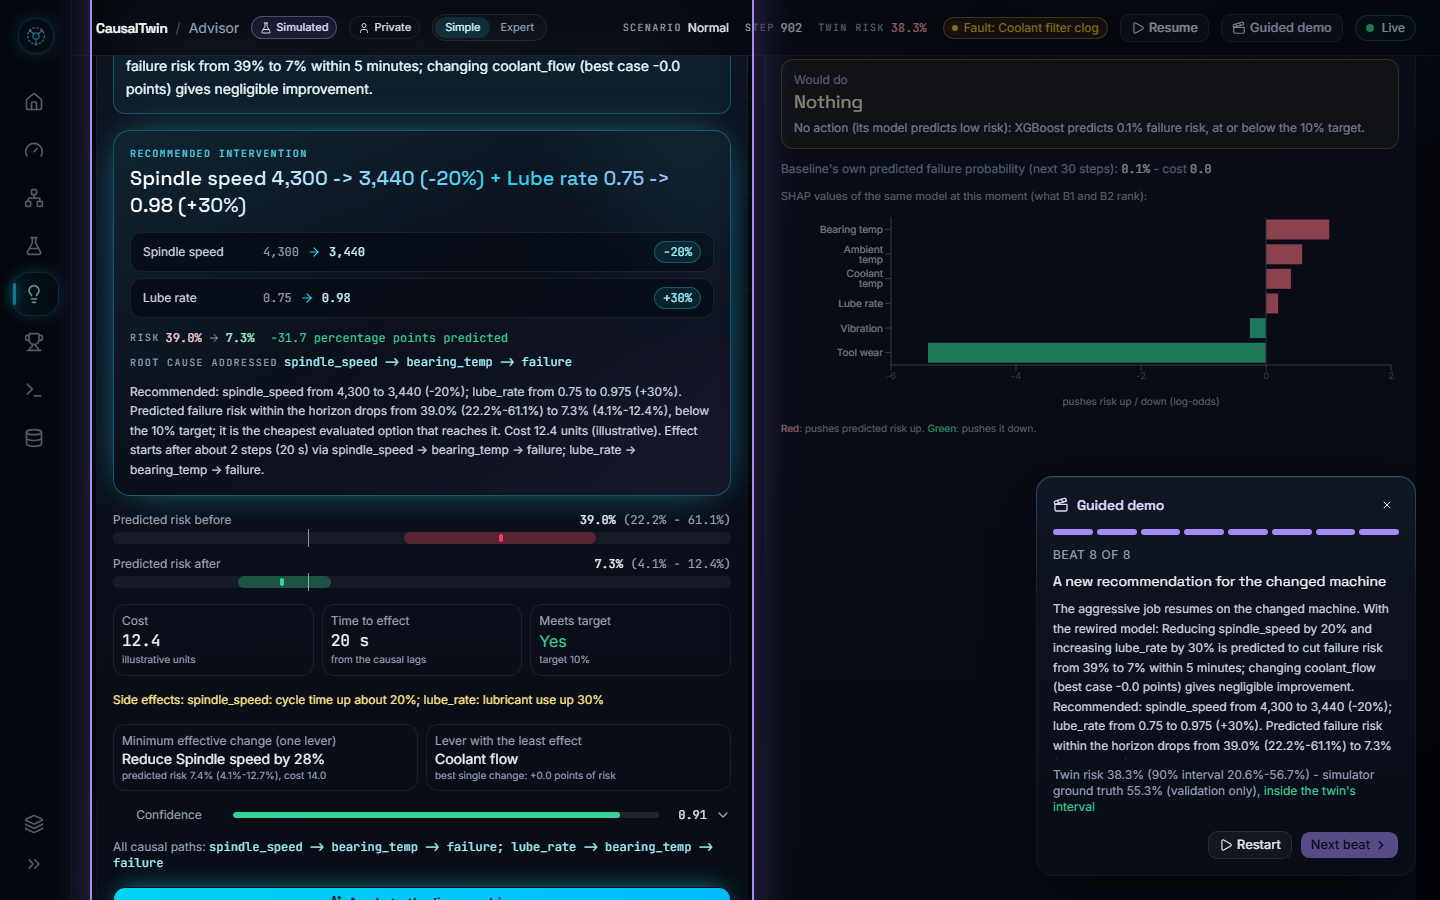 CausalTwin / Advisor Simulated Private Simple Expert SCENARIO Normal STEP 902 TWIN RISK 38.3% Fault: Coolant filter clog Resume Guided demo Live
failure risk from 39% to 7% within 5 minutes; changing coolant_flow (best case -0.0
points) gives negligible improvement.
RECOMMENDED INTERVENTION
Spindle speed 4,300 -> 3,440 (-20%) + Lube rate 0.75 ->
0.98 (+30%)
Spindle speed 4,300 → 3,440 -20%
Lube rate 0.75 → 0.98 +30%
RISK 39.0% → 7.3% -31.7 percentage points predicted
ROOT CAUSE ADDRESSED spindle_speed → bearing_temp → failure
Recommended: spindle_speed from 4,300 to 3,440 (-20%); lube_rate from 0.75 to 0.975 (+30%).
Predicted failure risk within the horizon drops from 39.0% (22.2%-61.1%) to 7.3% (4.1%-12.4%), below
the 10% target; it is the cheapest evaluated option that reaches it. Cost 12.4 units (illustrative). Effect
starts after about 2 steps (20 s) via spindle_speed → bearing_temp → failure; lube_rate →
bearing_temp → failure.
Predicted risk before 39.0% (22.2% - 61.1%)
Predicted risk after 7.3% (4.1% - 12.4%)
Cost
12.4
illustrative units
Time to effect
20 s
from the causal lags
Meets target
Yes
target 10%
Side effects: spindle_speed: cycle time up about 20%; lube_rate: lubricant use up 30%
Minimum effective change (one lever)
Reduce Spindle speed by 28%
predicted risk 7.4% (4.1%-12.7%), cost 14.0
Lever with the least effect
Coolant flow
best single change: +0.0 points of risk
Confidence 0.91
All causal paths: spindle_speed → bearing_temp → failure; lube_rate → bearing_temp →
failure
Would do
Nothing
No action (its model predicts low risk): XGBoost predicts 0.1% failure risk, at or below the 10% target.
Baseline's own predicted failure probability (next 30 steps): 0.1% - cost 0.0
SHAP values of the same model at this moment (what B1 and B2 rank):
Bearing temp
Ambient
temp
Coolant
temp
Lube rate
Vibration
Tool wear
-6 -4 -2 0 2
pushes risk up / down (log-odds)
Red: pushes predicted risk up. Green: pushes it down.
Guided demo
BEAT 8 OF 8
A new recommendation for the changed machine
The aggressive job resumes on the changed machine. With
the rewired model: Reducing spindle_speed by 20% and
increasing lube_rate by 30% is predicted to cut failure risk
from 39% to 7% within 5 minutes; changing coolant_flow
(best case -0.0 points) gives negligible improvement.
Recommended: spindle_speed from 4,300 to 3,440 (-20%);
lube_rate from 0.75 to 0.975 (+30%). Predicted failure risk
within the horizon drops from 39.0% (22.2%-61.1%) to 7.3%
Twin risk 38.3% (90% interval 20.6%-56.7%) - simulator
ground truth 55.3% (validation only), inside the twin's
interval
Restart Next beat